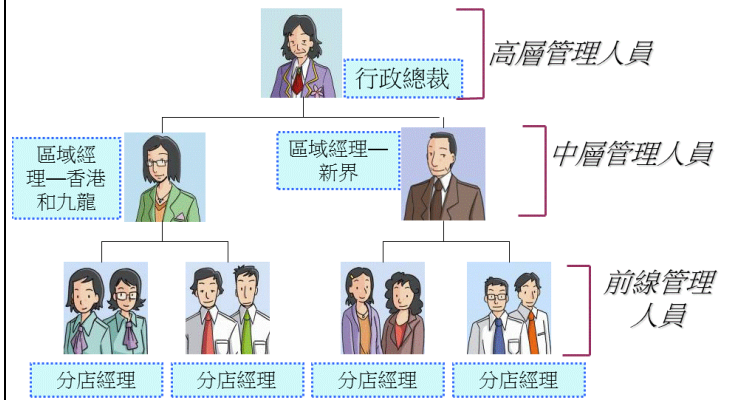 高層管理人員
行政總裁
區域經
理—香港
和九龍
區域經理—
新界
中層管理人員
前線管理
人員
分店經理
分店經理
分店經理
分店經理